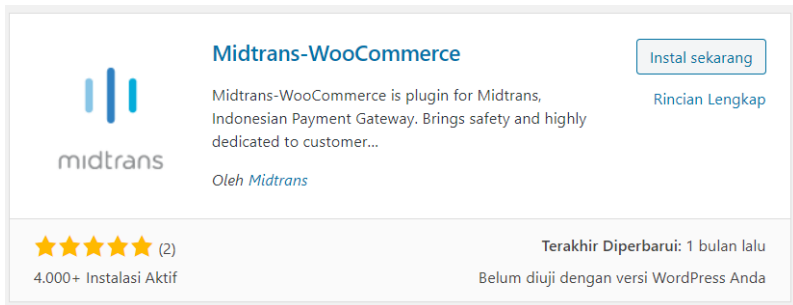 Midtrans-WooCommerce
Instal sekarang
Rincian Lengkap
Midtrans-WooCommerce is plugin for Midtrans,
Indonesian Payment Gateway. Brings safety and highly
dedicated to customer...
Oleh Midtrans
midtrans
(2)
4.000+ Instalasi Aktif
Terakhir Diperbarui: 1 bulan lalu
Belum diuji dengan versi WordPress Anda